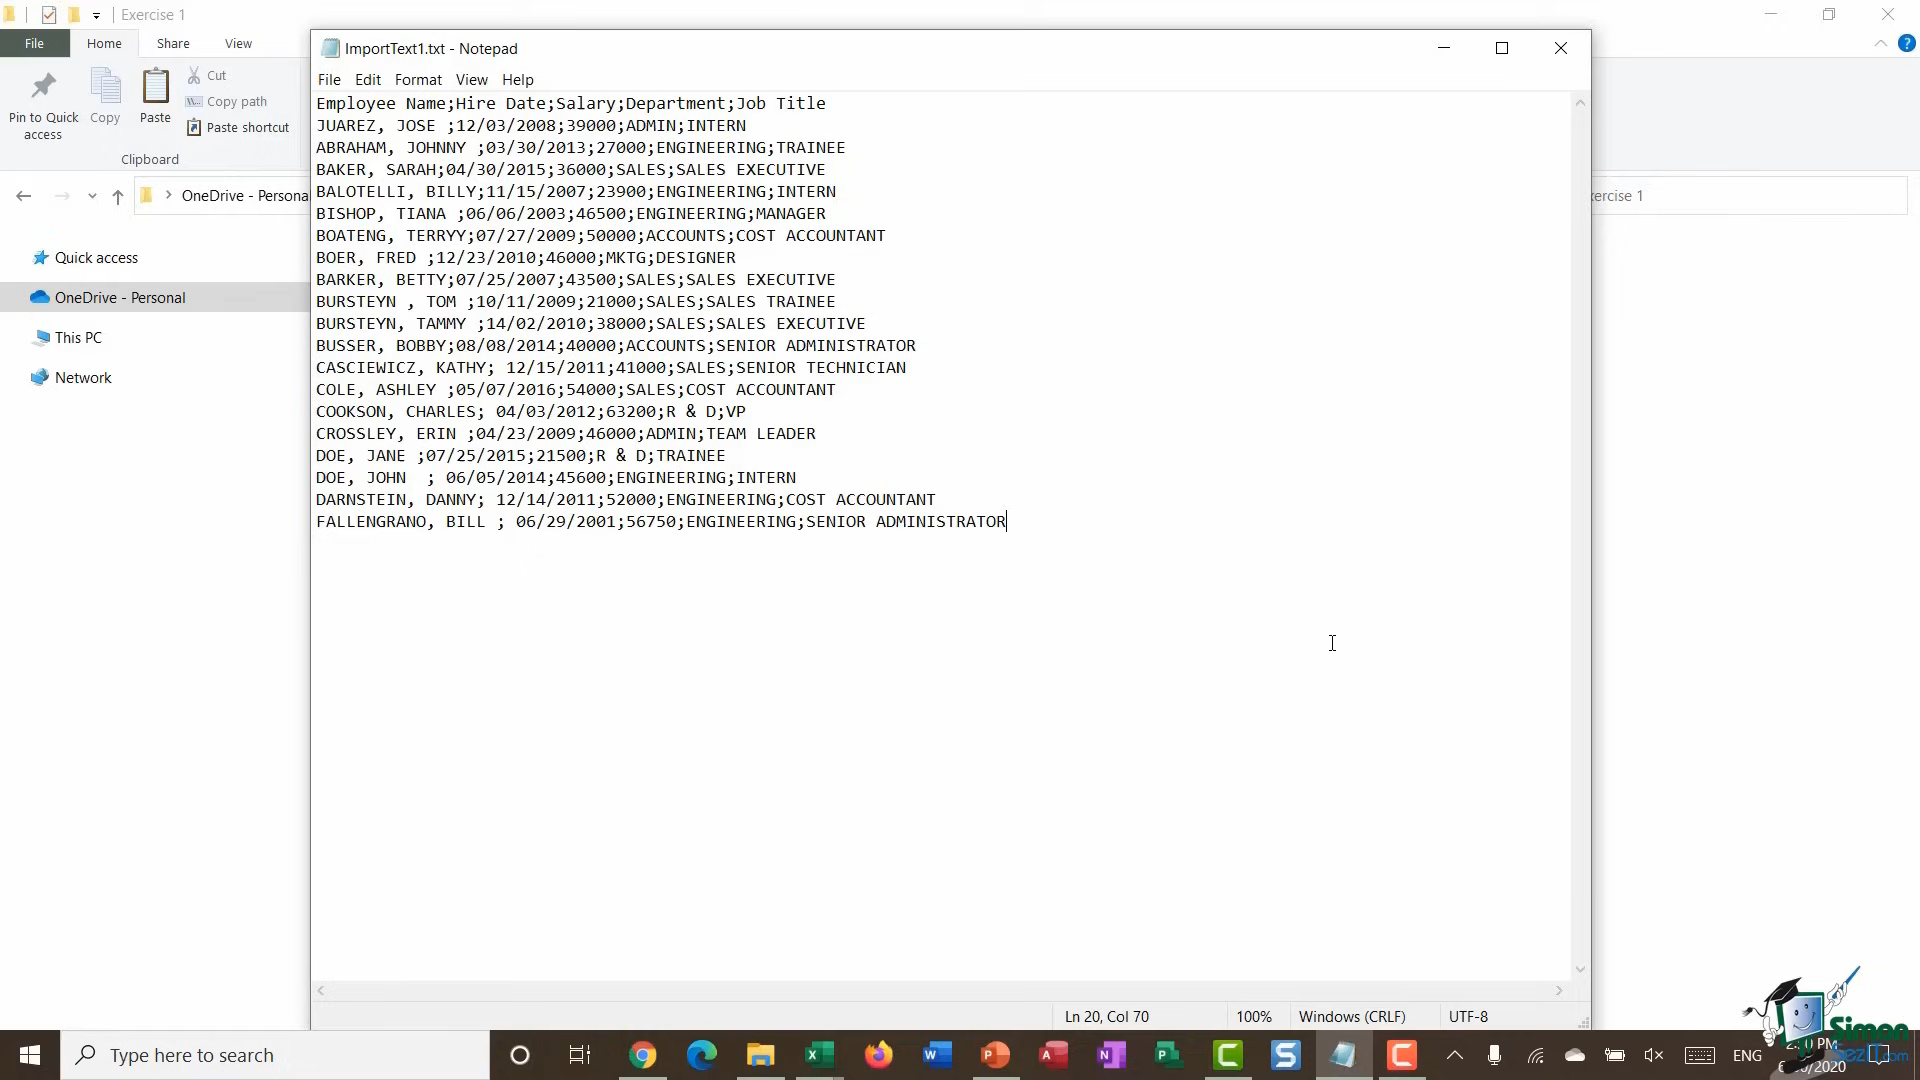 Exercise 1
File Home Share View
Pin to Quick access
Copy
Paste
Cut
Copy path
Paste shortcut
Clipboard
OneDrive - Persona
Quick access
OneDrive - Personal
This PC
Network
ImportText1.txt - Notepad
File Edit Format View Help
Employee Name;Hire Date;Salary;Department;Job Title
JUAREZ, JOSE ;12/03/2008;39000;ADMIN;INTERN
ABRAHAM, JOHNNY ;03/30/2013;27000;ENGINEERING;TRAINEE
BAKER, SARAH;04/30/2015;36000;SALES;SALES EXECUTIVE
BALOTELLI, BILLY;11/15/2007;23900;ENGINEERING;INTERN
BISHOP, TIANA ;06/06/2003;46500;ENGINEERING;MANAGER
BOATENG, TERRYY;07/27/2009;50000;ACCOUNTS;COST ACCOUNTANT
BOER, FRED ;12/23/2010;46000;MKTG;DESIGNER
BARKER, BETTY;07/25/2007;43500;SALES;SALES EXECUTIVE
BURSTEYN , TOM ;10/11/2009;21000;SALES;SALES TRAINEE
BURSTEYN, TAMMY ;14/02/2010;38000;SALES;SALES EXECUTIVE
BUSSER, BOBBY;08/08/2014;40000;ACCOUNTS;SENIOR ADMINISTRATOR
CASCIEWICZ, KATHY; 12/15/2011;41000;SALES;SENIOR TECHNICIAN
COLE, ASHLEY ;05/07/2016;54000;SALES;COST ACCOUNTANT
COOKSON, CHARLES; 04/03/2012;63200;R & D;VP
CROSSLEY, ERIN ;04/23/2009;46000;ADMIN;TEAM LEADER
DOE, JANE ;07/25/2015;21500;R & D;TRAINEE
DOE, JOHN  ; 06/05/2014;45600;ENGINEERING;INTERN
DARNSTEIN, DANNY; 12/14/2011;52000;ENGINEERING;COST ACCOUNTANT
FALLENGRANO, BILL ; 06/29/2001;56750;ENGINEERING;SENIOR ADMINISTRATOR
ercise 1
Ln 20, Col 70 100% Windows (CRLF) UTF-8
Type here to search
ENG
Simon
SezIT.com